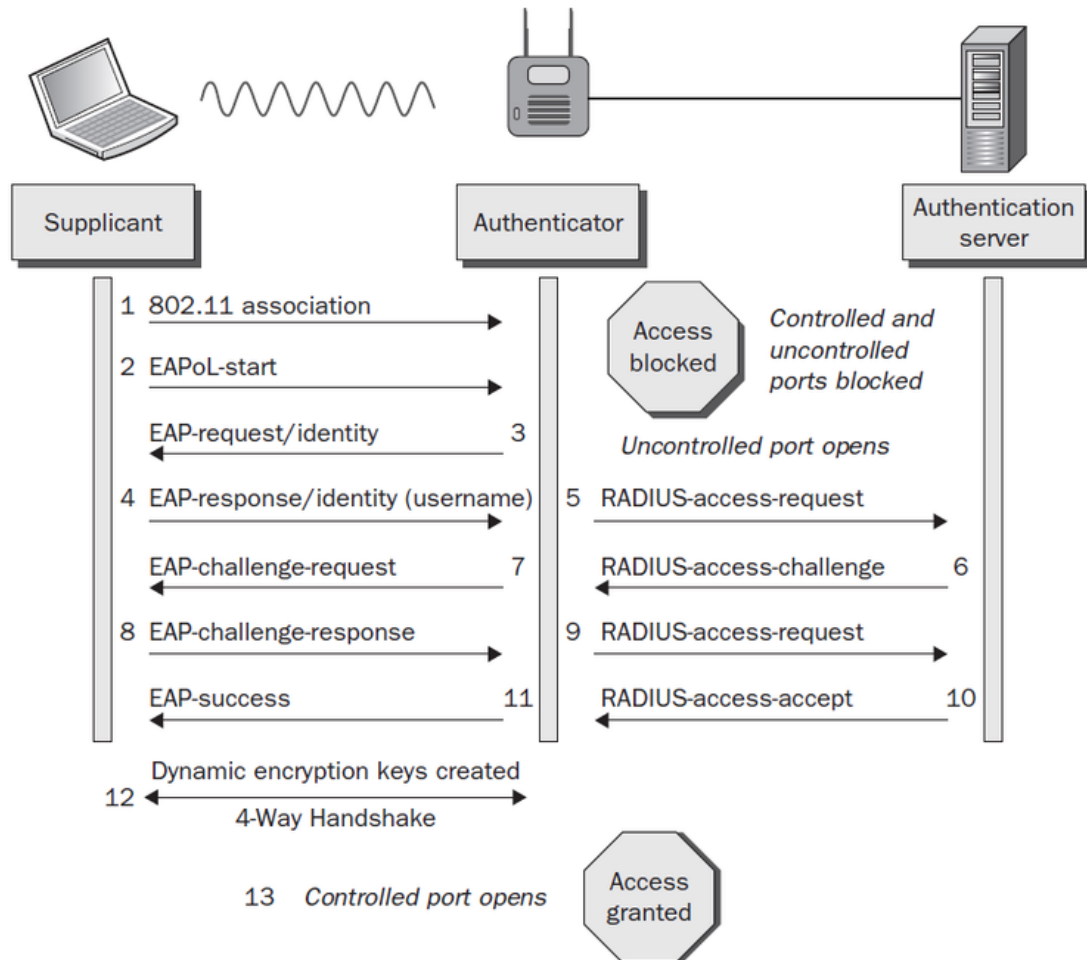 Supplicant
Authenticator
Authentication
server
1 802.11 association
Access
blocked
Controlled and
uncontrolled
ports blocked
2 EAPoL-start
EAP-request/identity 3
Uncontrolled port opens
4 EAP-response/identity (username)
5 RADIUS-access-request
EAP-challenge-request 7
RADIUS-access-challenge 6
8 EAP-challenge-response
9 RADIUS-access-request
EAP-success 11
RADIUS-access-accept 10
Dynamic encryption keys created
12
4-Way Handshake
13 Controlled port opens
Access
granted